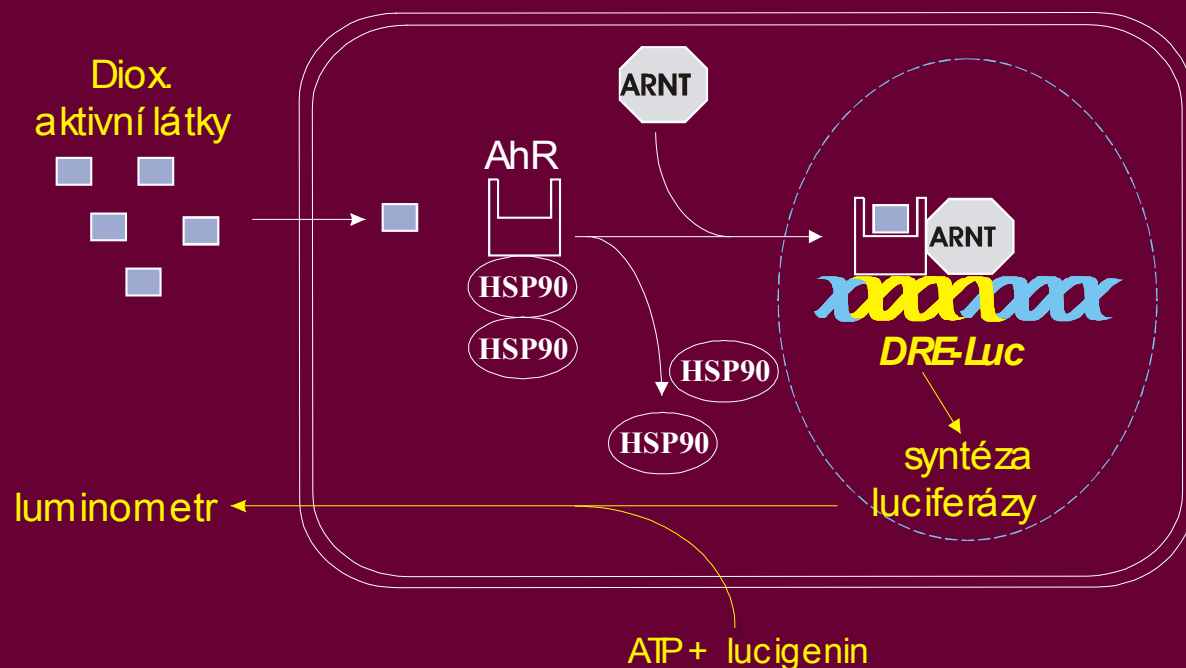 Diox.
aktivní látky
ARNT
AhR
HSP90
HSP90
HSP90
HSP90
ARNT
DRE-Luc
syntéza
luciferázy
luminometr
ATP + lucigenin